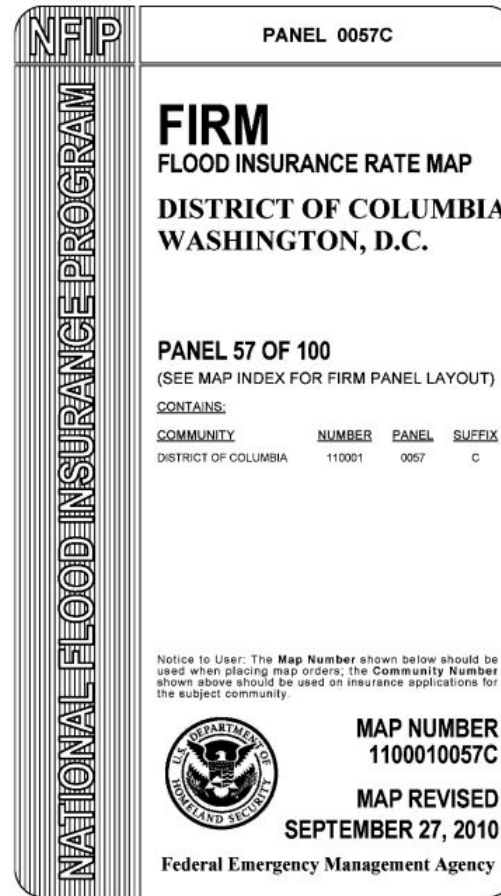 NFIP
PANEL 0057C
NATIONAL FLOOD INSURANCE PROGRAM
FIRM
FLOOD INSURANCE RATE MAP
DISTRICT OF COLUMBIA
WASHINGTON, D.C.
PANEL 57 OF 100
(SEE MAP INDEX FOR FIRM PANEL LAYOUT)
CONTAINS:
COMMUNITY NUMBER PANEL SUFFIX
DISTRICT OF COLUMBIA 110001 0057 C
Notice to User: The Map Number shown below should be
used when placing map orders; the Community Number
shown above should be used on insurance applications for
the subject community.
U.S. DEPARTMENT OF HOMELAND SECURITY
MAP NUMBER
1100010057C
MAP REVISED
SEPTEMBER 27, 2010
Federal Emergency Management Agency